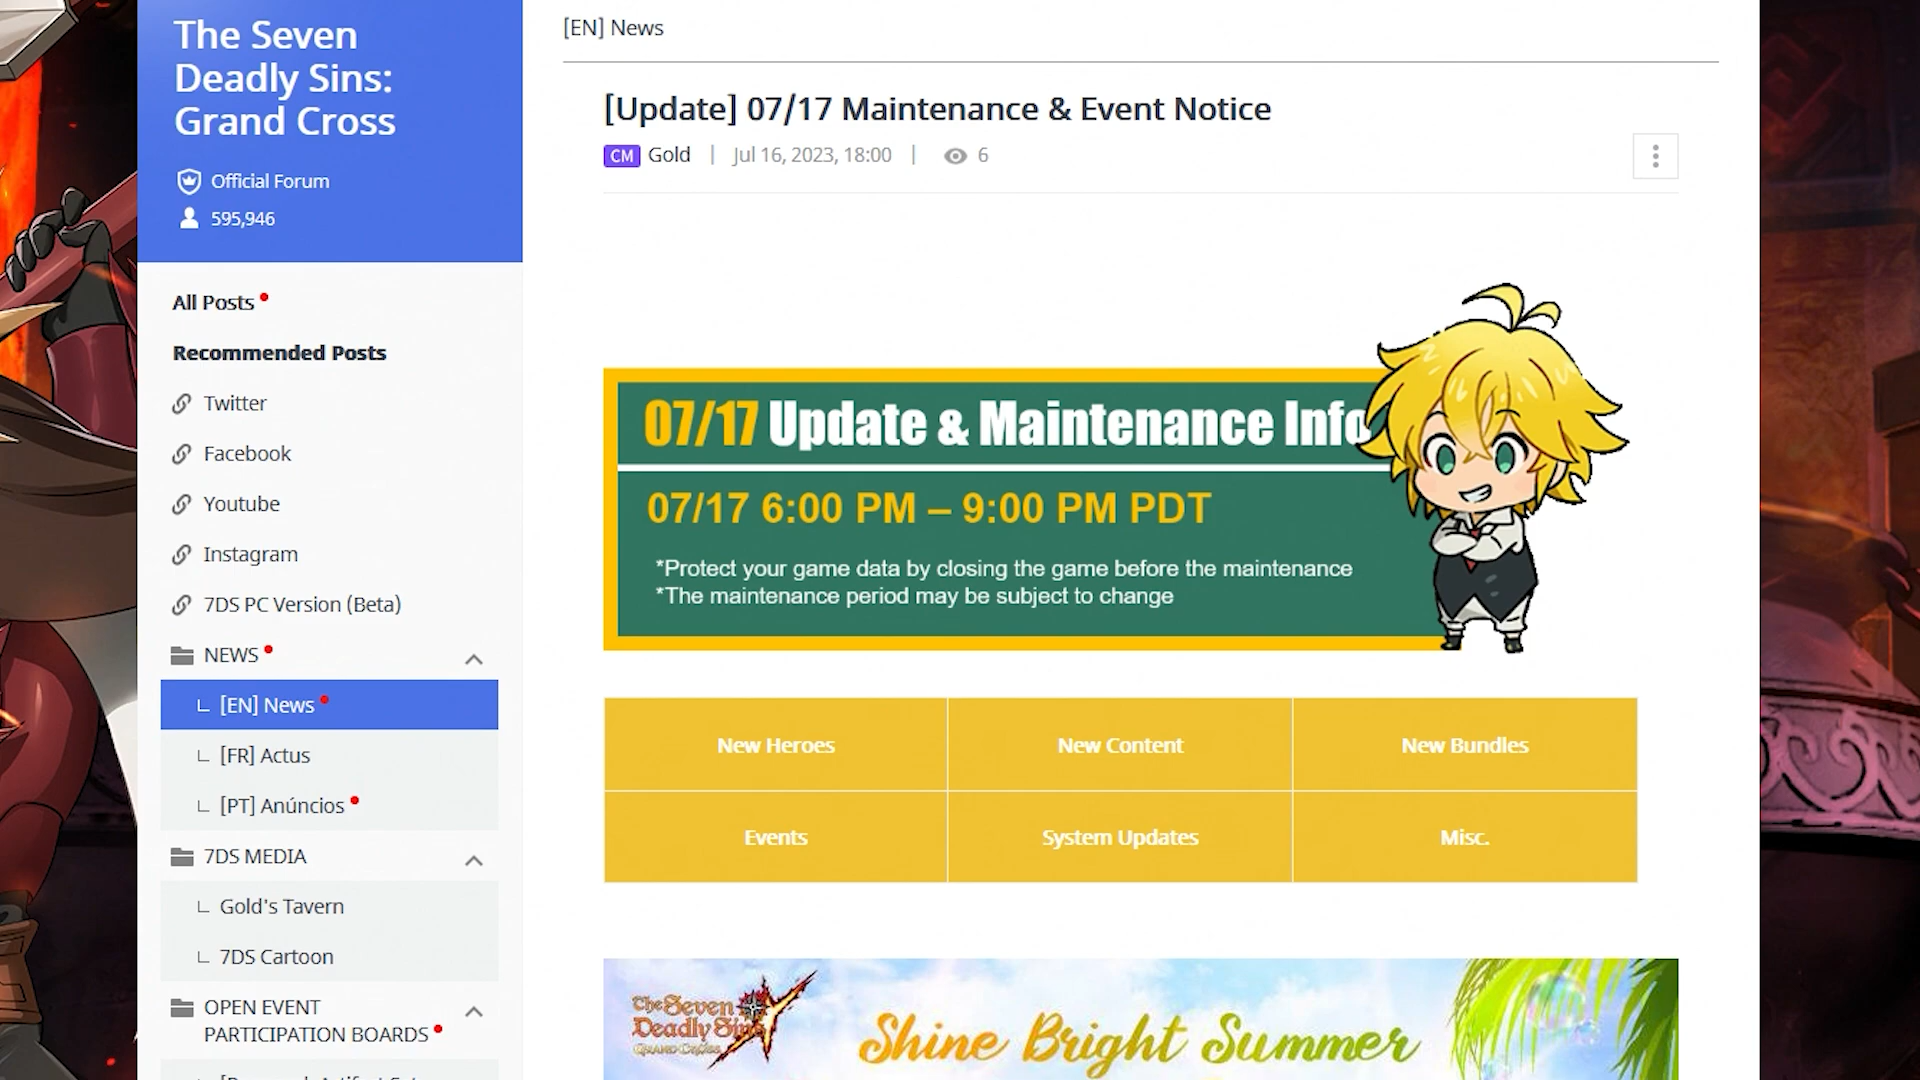 The Seven
Deadly Sins:
Grand Cross
Official Forum
595,946
All Posts
Recommended Posts
Twitter
Facebook
Youtube
Instagram
7DS PC Version (Beta)
NEWS
[EN] News
[FR] Actus
[PT] Anúncios
7DS MEDIA
Gold's Tavern
7DS Cartoon
OPEN EVENT
PARTICIPATION BOARDS
[EN] News
[Update] 07/17 Maintenance & Event Notice
CM Gold | Jul 16, 2023, 18:00 | 6
07/17 Update & Maintenance Info
07/17 6:00 PM – 9:00 PM PDT
*Protect your game data by closing the game before the maintenance
*The maintenance period may be subject to change
New Heroes
New Content
New Bundles
Events
System Updates
Misc.
The Seven
Deadly Sins
GRAND CROSS
Shine Bright Summer